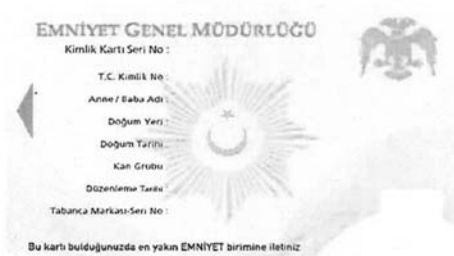 EMNİYET GENEL MÜDÜRLÜĞÜ
Kimlik Kartı Seri No :
T.C. Kimlik No :
Anne / Baba Adı :
Doğum Yeri :
Doğum Tarihi :
Kan Grubu :
Düzenleme Tarihi :
Tabanca Markası-Seri No :
Bu kartı bulduğunuzda en yakın EMNİYET birimine iletiniz